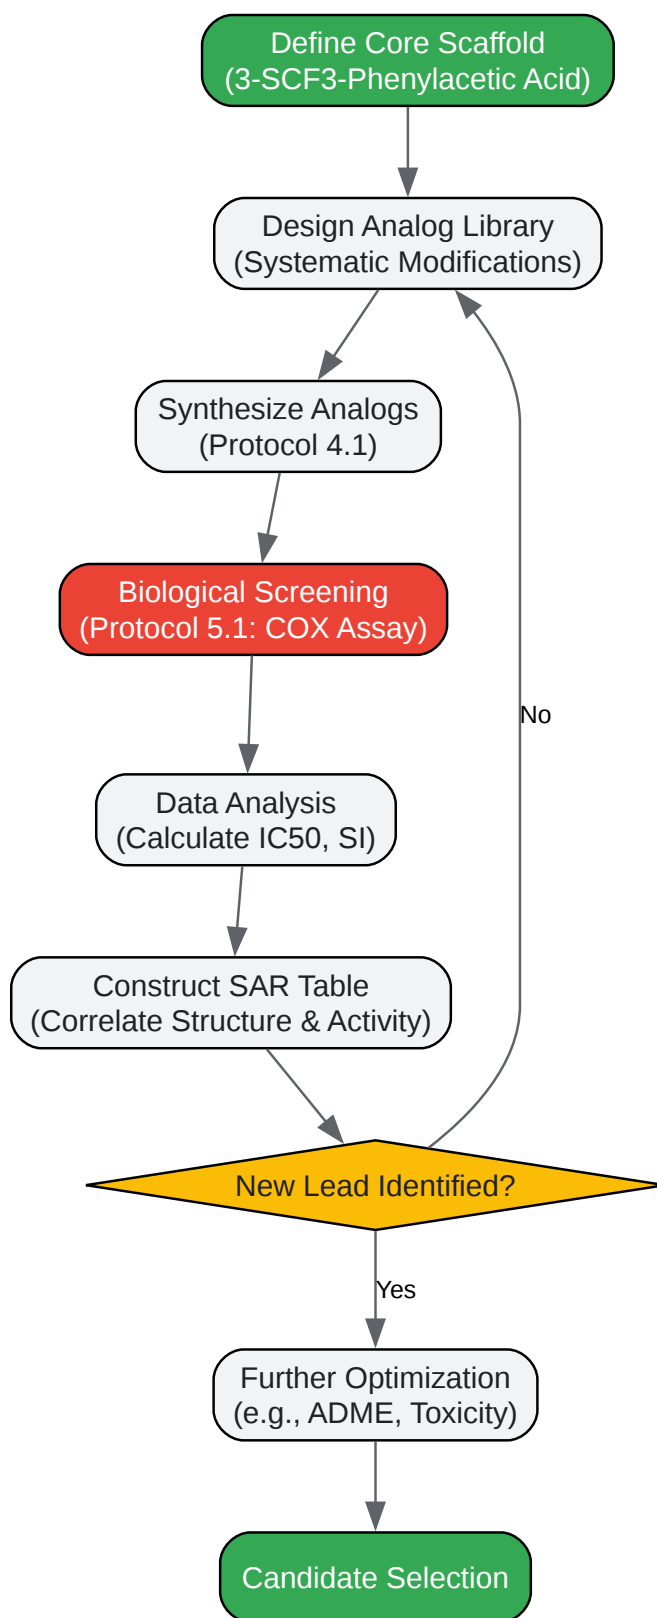 Define Core Scaffold
(3-SCF3-Phenylacetic Acid)
Design Analog Library
(Systematic Modifications)
Synthesize Analogs
(Protocol 4.1)
Biological Screening
(Protocol 5.1: COX Assay)
No
Data Analysis
(Calculate IC50, SI)
Construct SAR Table
(Correlate Structure & Activity)
New Lead Identified?
Yes
Further Optimization
(e.g., ADME, Toxicity)
Candidate Selection